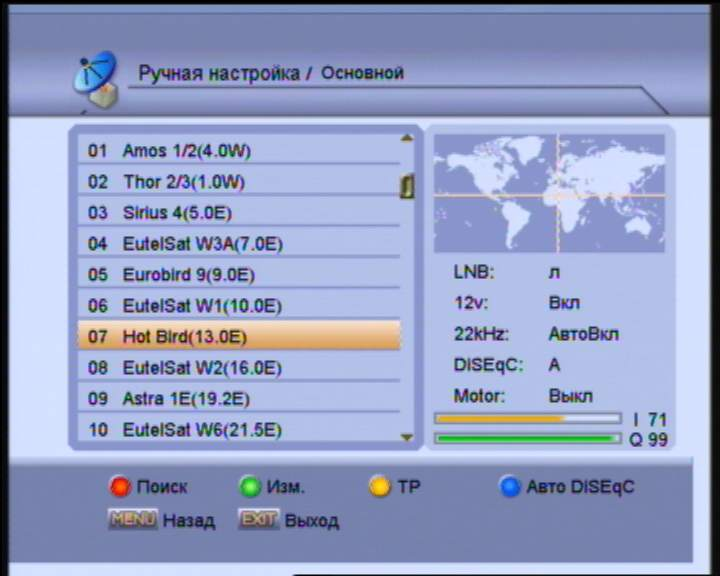 Ручная настройка / Основной
01 Amos 1/2(4.0W)
02 Thor 2/3(1.0W)
03 Sirius 4(5.0E)
04 EutelSat W3A(7.0E)
05 Eurobird 9(9.0E)
06 EutelSat W1(10.0E)
07 Hot Bird(13.0E)
08 EutelSat W2(16.0E)
09 Astra 1E(19.2E)
10 EutelSat W6(21.5E)
LNB: л
12v: Вкл
22kHz: АвтоВкл
DiSEqC: A
Motor: Выкл
I 71
Q 99
Поиск Изм. TP Авто DiSEqC
MENU Назад EXIT Выход